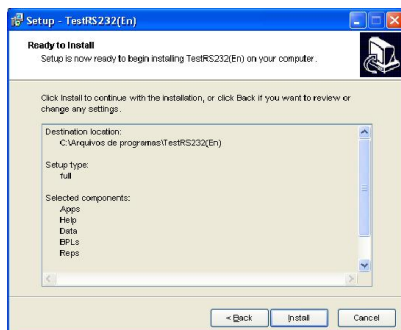 Setup - TestRS232(En)
Ready to Install
Setup is now ready to begin installing TestRS232(En) on your computer.
Click Install to continue with the installation, or click Back if you want to review or
change any settings.
Destination location:
C:\Arquivos de programas\TestRS232(En)
Setup type:
full
Selected components:
Apps
Help
Data
BPLs
Reps
< Back
Install
Cancel